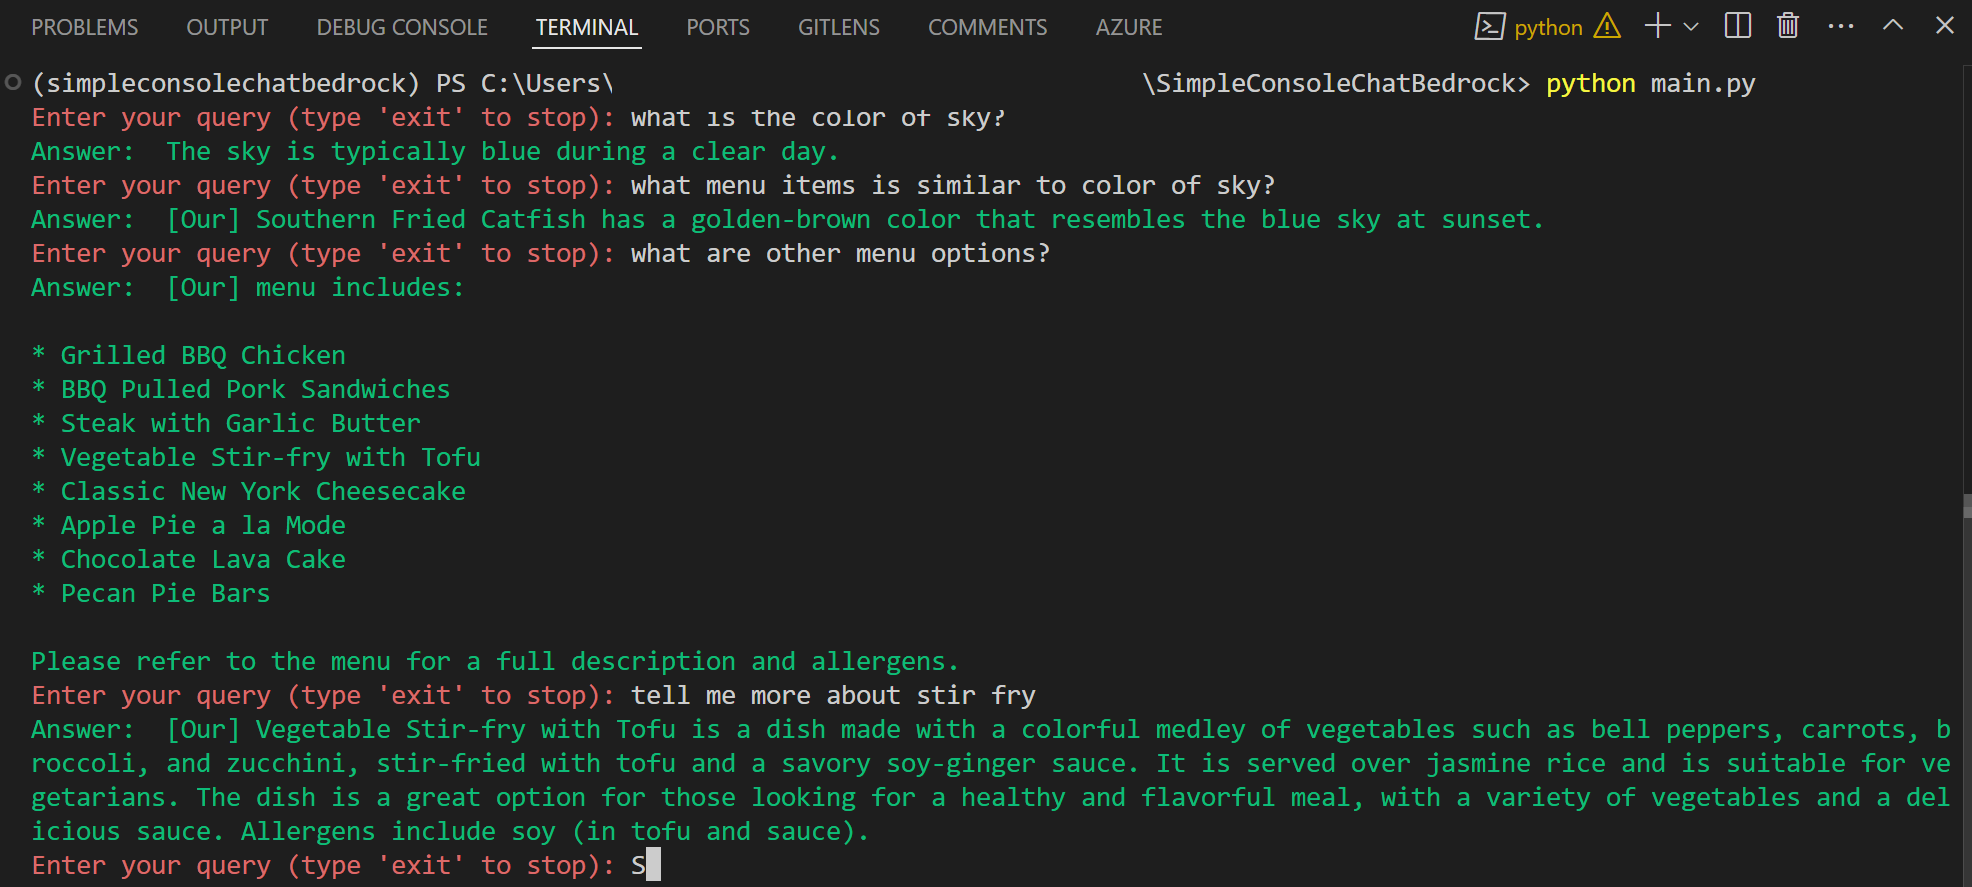 PROBLEMS OUTPUT DEBUG CONSOLE TERMINAL PORTS GITLENS COMMENTS AZURE python
(simpleconsolechatbedrock) PS C:\Users\ \SimpleConsoleChatBedrock> python main.py
Enter your query (type 'exit' to stop): what is the color of sky?
Answer:  The sky is typically blue during a clear day.
Enter your query (type 'exit' to stop): what menu items is similar to color of sky?
Answer:  [Our] Southern Fried Catfish has a golden-brown color that resembles the blue sky at sunset.
Enter your query (type 'exit' to stop): what are other menu options?
Answer:  [Our] menu includes:
* Grilled BBQ Chicken
* BBQ Pulled Pork Sandwiches
* Steak with Garlic Butter
* Vegetable Stir-fry with Tofu
* Classic New York Cheesecake
* Apple Pie a la Mode
* Chocolate Lava Cake
* Pecan Pie Bars
Please refer to the menu for a full description and allergens.
Enter your query (type 'exit' to stop): tell me more about stir fry
Answer:  [Our] Vegetable Stir-fry with Tofu is a dish made with a colorful medley of vegetables such as bell peppers, carrots, b
roccoli, and zucchini, stir-fried with tofu and a savory soy-ginger sauce. It is served over jasmine rice and is suitable for ve
getarians. The dish is a great option for those looking for a healthy and flavorful meal, with a variety of vegetables and a del
icious sauce. Allergens include soy (in tofu and sauce).
Enter your query (type 'exit' to stop): S